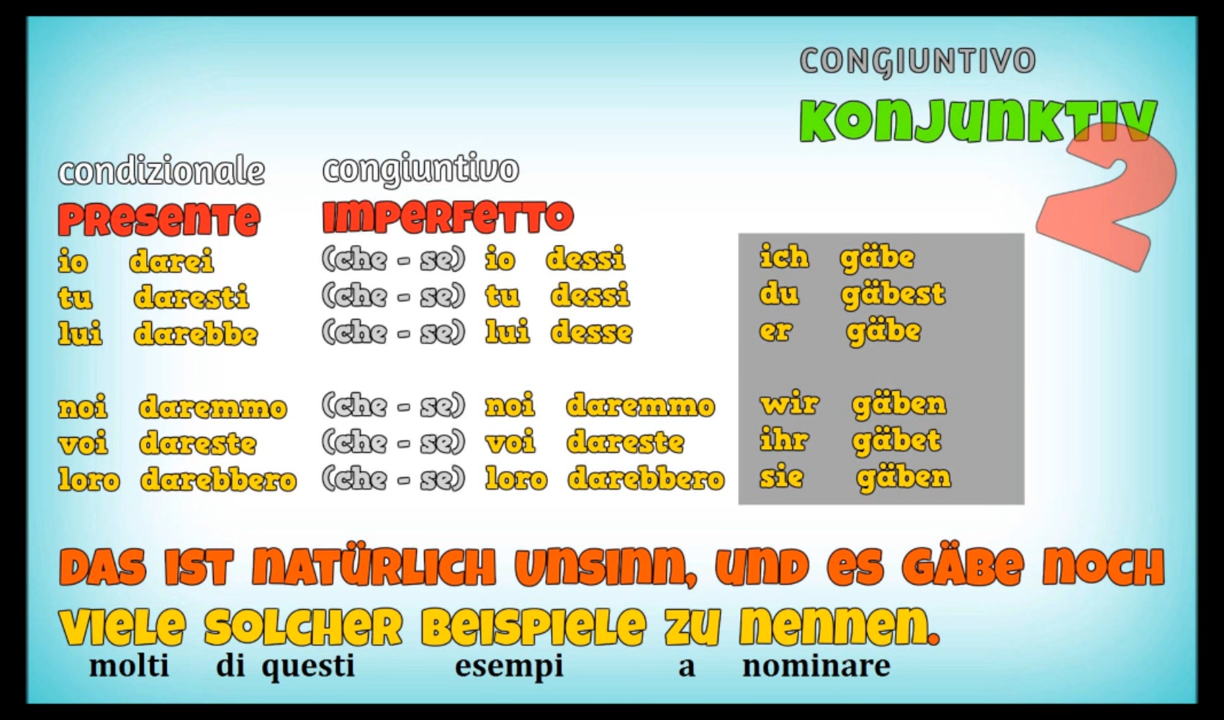 CONGIUNTIVO
KONJUNKTIV
2
condizionale congiuntivo
PRESENTE IMPERFETTO
io darei (che - se) io dessi ich gäbe
tu daresti (che - se) tu dessi du gäbest
lui darebbe (che - se) lui desse er gäbe
noi daremmo (che - se) noi daremmo wir gäben
voi dareste (che - se) voi dareste ihr gäbet
loro darebbero (che - se) loro darebbero sie gäben
DAS IST NATÜRLICH UNSINN, UND ES GÄBE NOCH
VIELE SOLCHER BEISPIELE ZU NENNEN.
molti di questi esempi a nominare